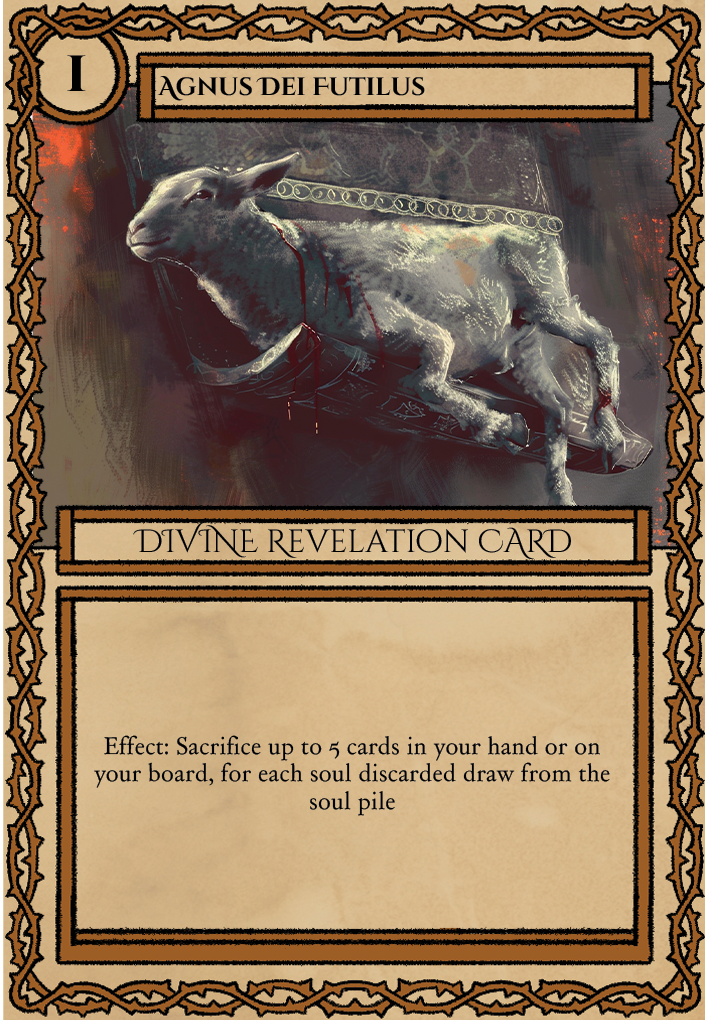 I
Agnus Dei Futilus
Divine Revelation Card
Effect: Sacrifice up to 5 cards in your hand or on
your board, for each soul discarded draw from the
soul pile